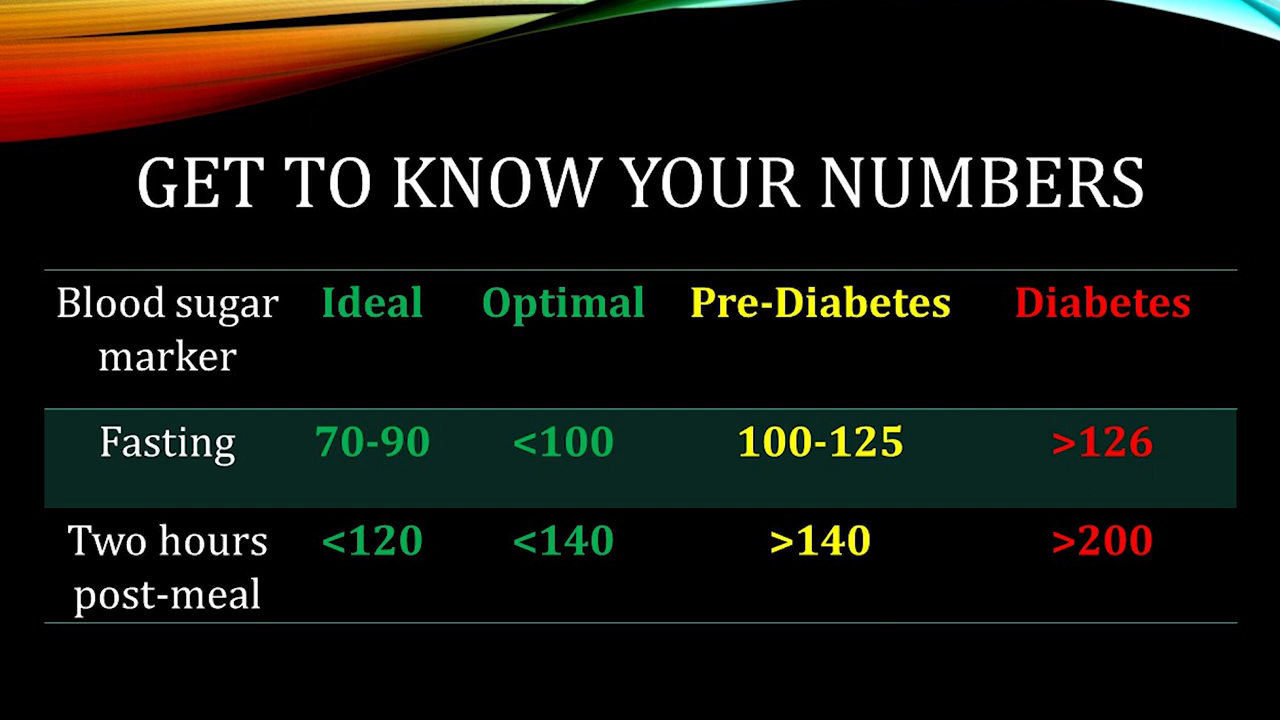 GET TO KNOW YOUR NUMBERS
Blood sugar marker Ideal Optimal Pre-Diabetes Diabetes
Fasting 70-90 <100 100-125 >126
Two hours post-meal <120 <140 >140 >200